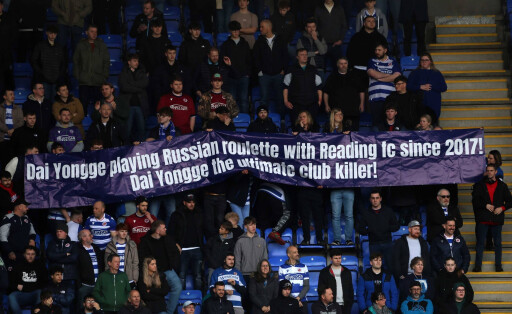 Dai Yongge playing Russian roulette with Reading fc since 2017!
Dai Yongge the ultimate club killer!